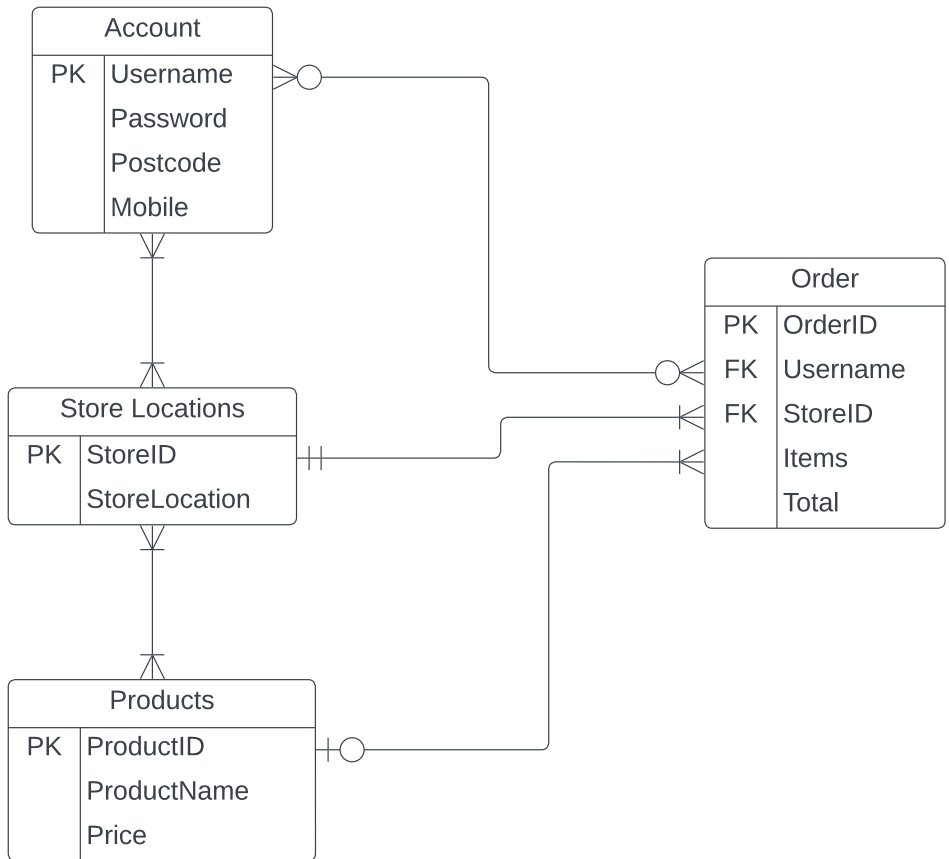 Account
PK Username
Password
Postcode
Mobile
Order
PK OrderID
FK Username
FK StoreID
Items
Total
Store Locations
PK StoreID
StoreLocation
Products
PK ProductID
ProductName
Price